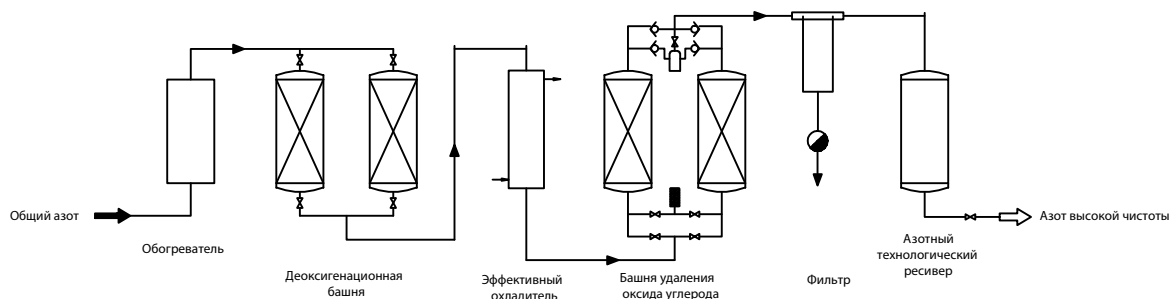 Общий азот
Обогреватель
Деоксигенационная
башня
Эффективный
охладитель
Башня удаления
оксида углерода
Фильтр
Азотный
технологический
ресивер
Азот высокой чистоты